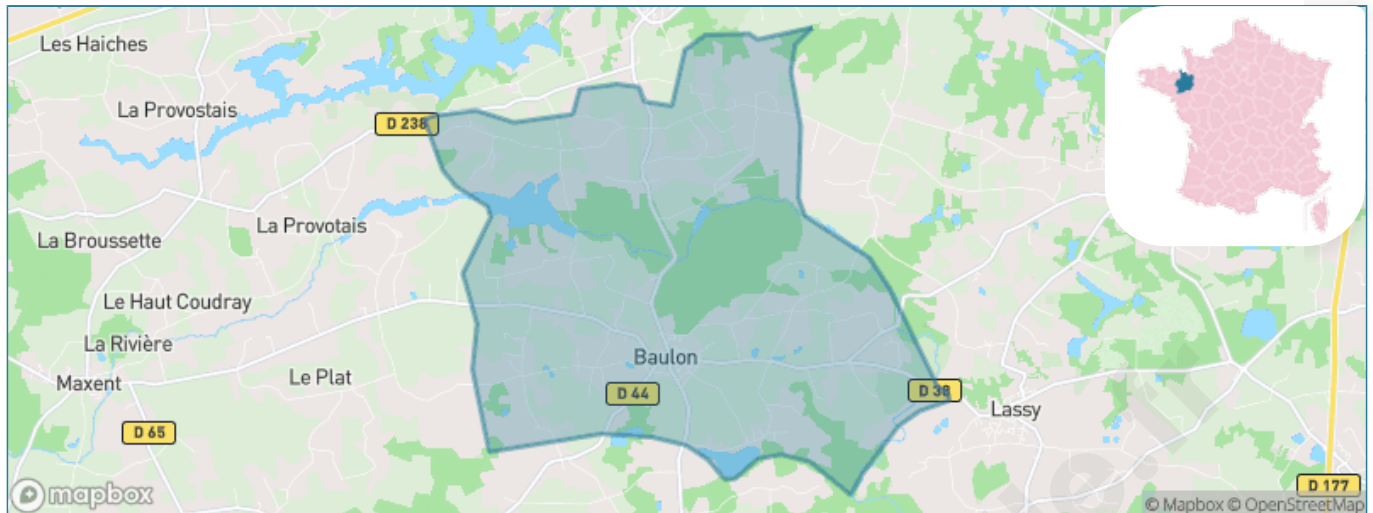 Les Haiches
La Provostais
D 238
La Provotais
La Broussette
Le Haut Coudray
La Rivière
Baulon
Maxent
Le Plat
D 44
D 38
Lassy
D 65
D 177
mapbox
© Mapbox © OpenStreetMap